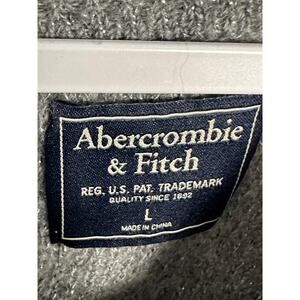 Abercrombie
& Fitch
REG. U.S. PAT. TRADEMARK
QUALITY SINCE 1892
L
MADE IN CHINA